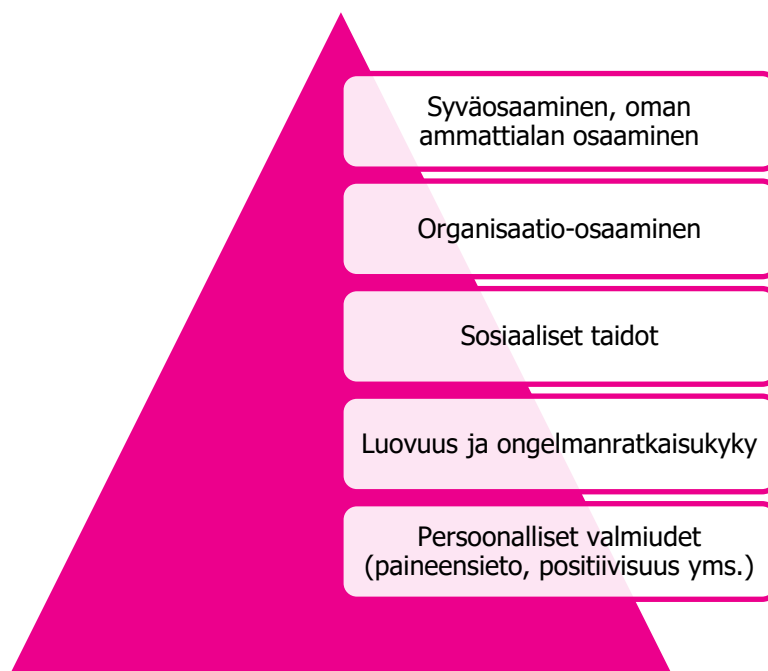 Syväosaaminen, oman
ammattialan osaaminen
Organisaatio-osaaminen
Sosiaaliset taidot
Luovuus ja ongelmanratkaisukyky
Persoonalliset valmiudet
(paineensieto, positiivisuus yms.)